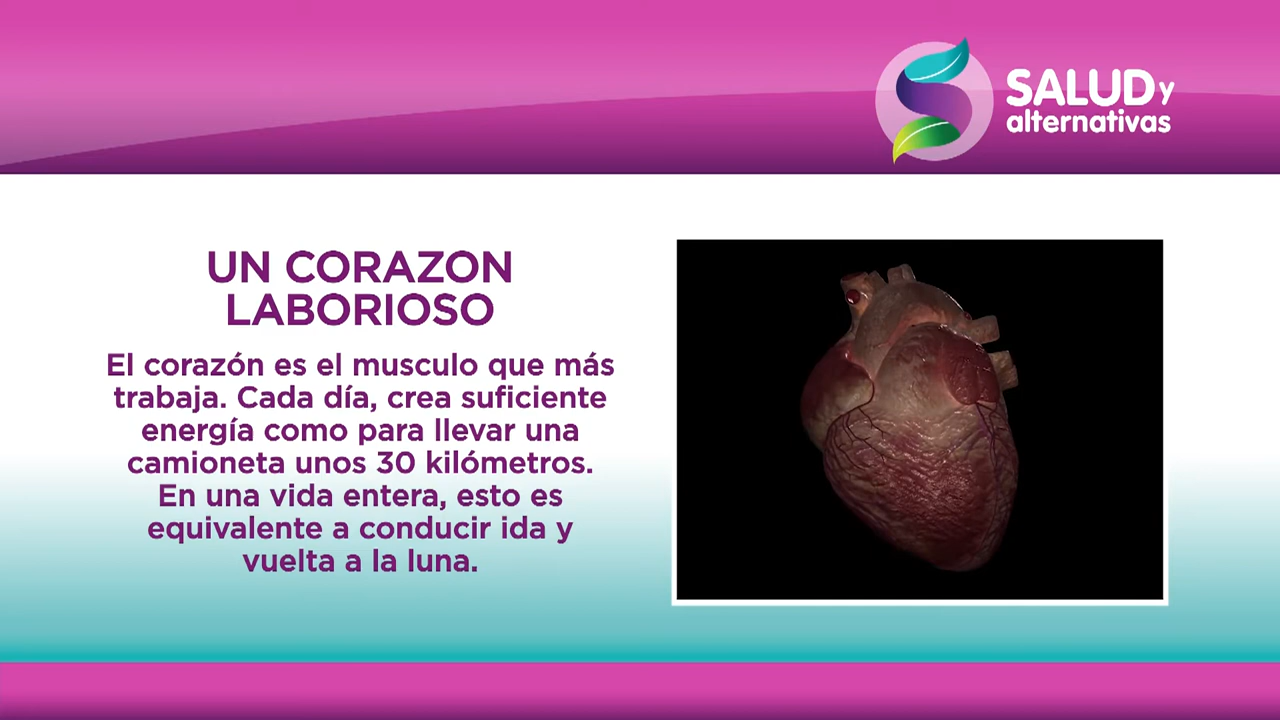 SALUD y
alternativas
UN CORAZON
LABORIOSO
El corazón es el musculo que más
trabaja. Cada día, crea suficiente
energía como para llevar una
camioneta unos 30 kilómetros.
En una vida entera, esto es
equivalente a conducir ida y
vuelta a la luna.